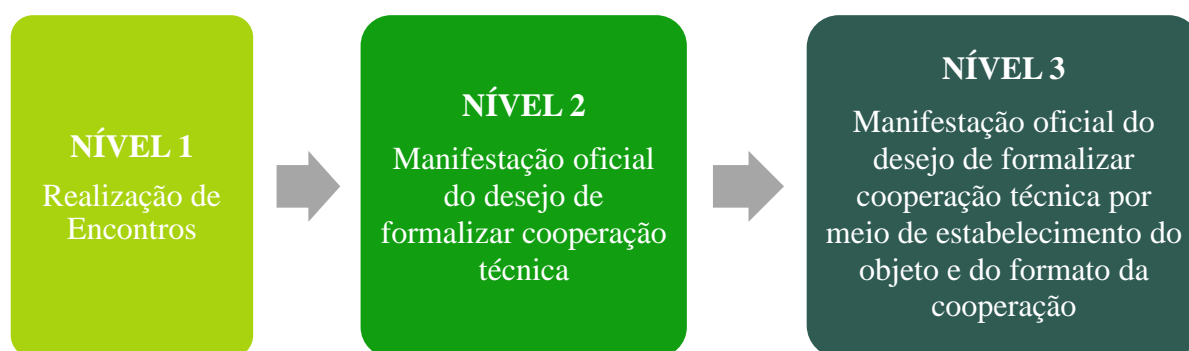 NÍVEL 1
Realização de
Encontros
NÍVEL 2
Manifestação oficial
do desejo de
formalizar cooperação
técnica
NÍVEL 3
Manifestação oficial do
desejo de formalizar
cooperação técnica por
meio de estabelecimento do
objeto e do formato da
cooperação